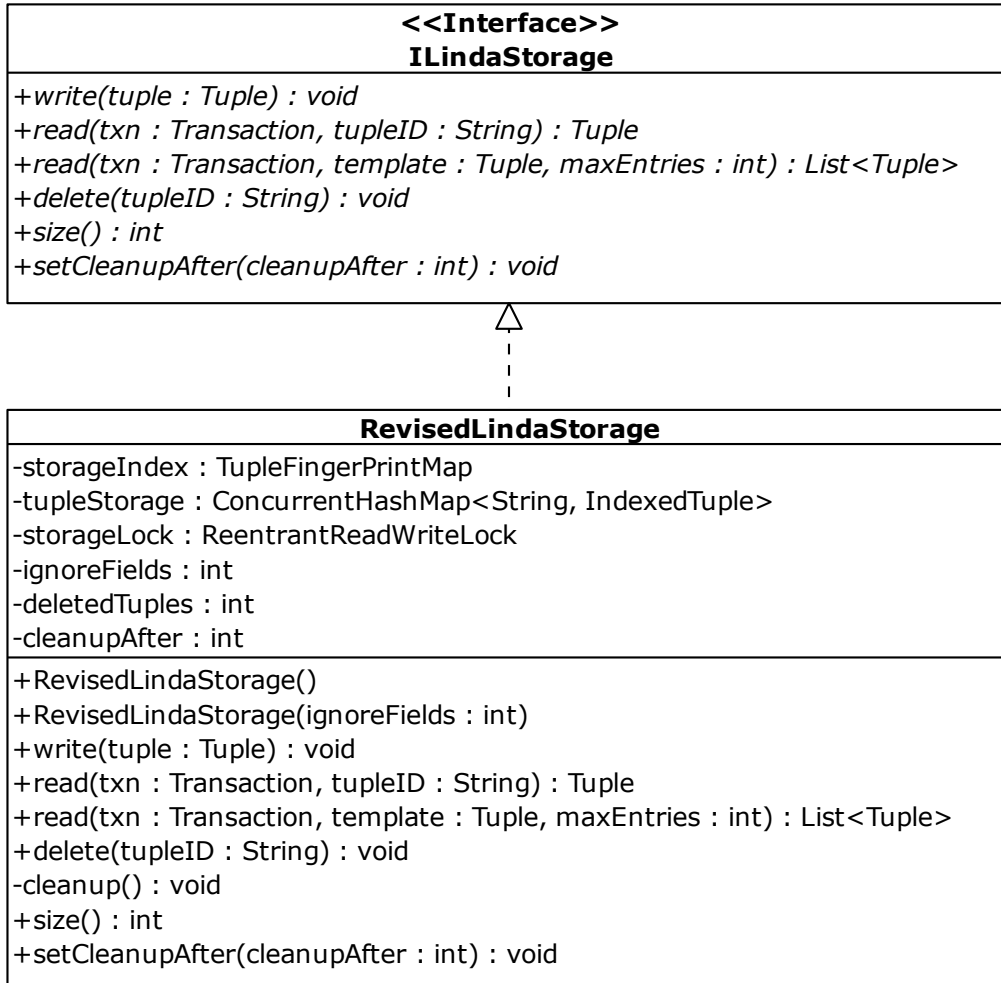 <<Interface>>
ILindaStorage
+write(tuple : Tuple) : void
+read(txn : Transaction, tupleID : String) : Tuple
+read(txn : Transaction, template : Tuple, maxEntries : int) : List<Tuple>
+delete(tupleID : String) : void
+size() : int
+setCleanupAfter(cleanupAfter : int) : void
RevisedLindaStorage
-storageIndex : TupleFingerPrintMap
-tupleStorage : ConcurrentHashMap<String, IndexedTuple>
-storageLock : ReentrantReadWriteLock
-ignoreFields : int
-deletedTuples : int
-cleanupAfter : int
+RevisedLindaStorage()
+RevisedLindaStorage(ignoreFields : int)
+write(tuple : Tuple) : void
+read(txn : Transaction, tupleID : String) : Tuple
+read(txn : Transaction, template : Tuple, maxEntries : int) : List<Tuple>
+delete(tupleID : String) : void
-cleanup() : void
+size() : int
+setCleanupAfter(cleanupAfter : int) : void